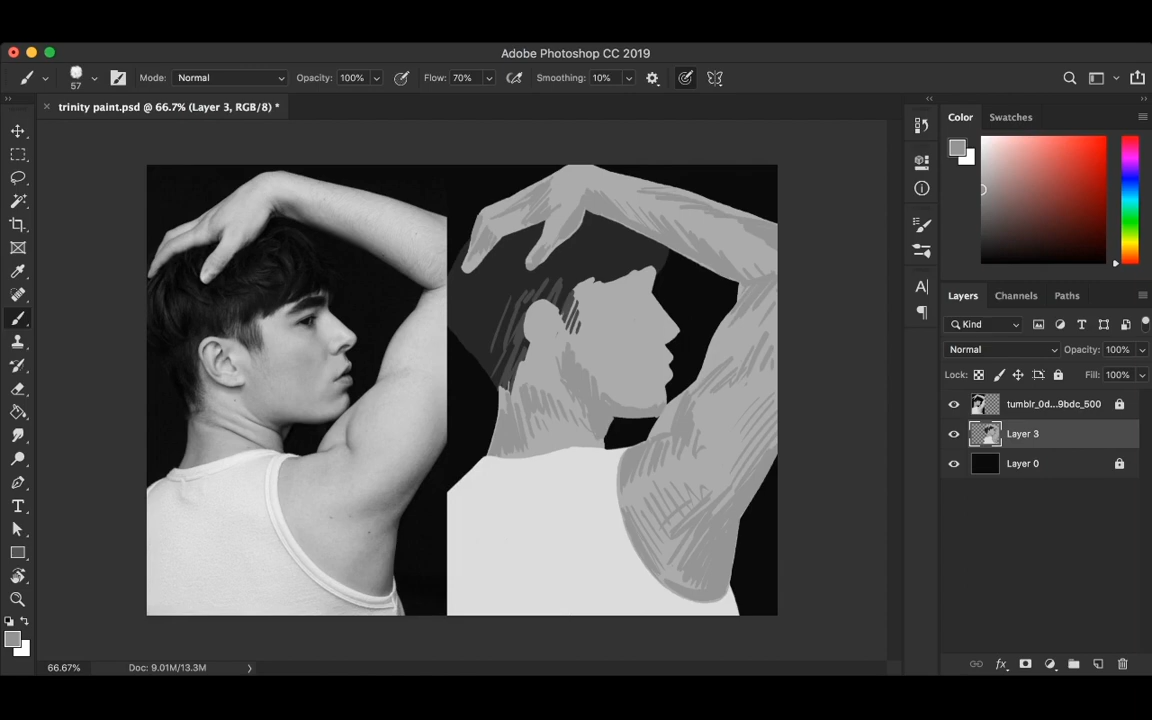 Adobe Photoshop CC 2019
57
Mode: Normal
Opacity: 100%
Flow: 70%
Smoothing: 10%
trinity paint.psd @ 66.7% (Layer 3, RGB/8) *
Color
Swatches
Layers
Channels
Paths
Kind
Normal
Opacity: 100%
Lock:
Fill: 100%
tumblr_0d...9bdc_500
Layer 3
Layer 0
66.67%
Doc: 9.01M/13.3M